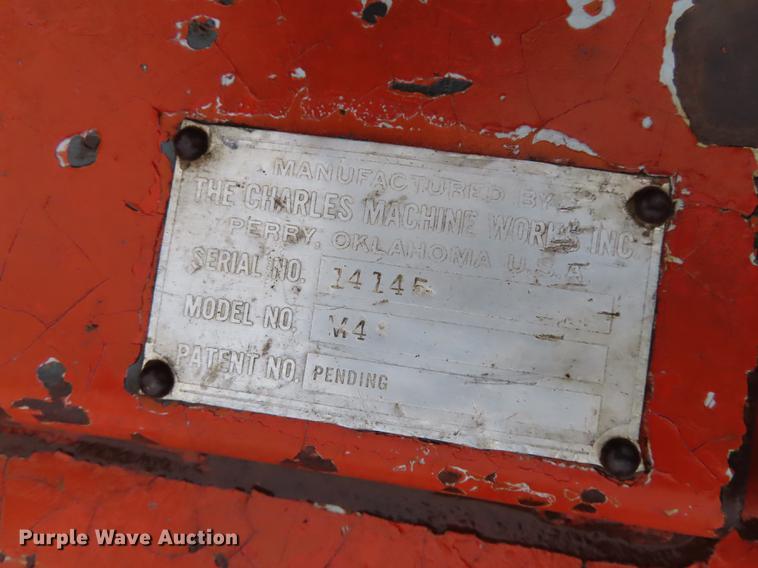 MANUFACTURED BY
THE CHARLES MACHINE WORKS INC
PERRY, OKLAHOMA U.S.A.
SERIAL NO. 14145
MODEL NO. M4
PATENT NO. PENDING
Purple Wave Auction